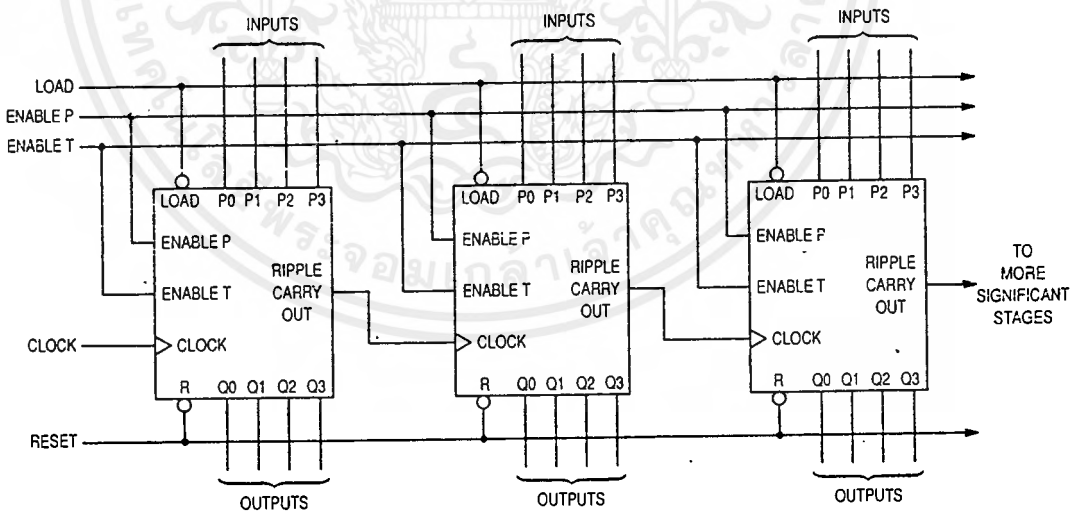 INPUTS
INPUTS
INPUTS
LOAD
ENABLE P
ENABLE T
LOAD P0 P1 P2 P3
ENABLE P
ENABLE T
RIPPLE
CARRY
OUT
CLOCK
R Q0 Q1 Q2 Q3
LOAD P0 P1 P2 P3
ENABLE P
ENABLE T
RIPPLE
CARRY
OUT
CLOCK
R Q0 Q1 Q2 Q3
LOAD P0 P1 P2 P3
ENABLE P
ENABLE T
RIPPLE
CARRY
OUT
CLOCK
R Q0 Q1 Q2 Q3
TO
MORE
SIGNIFICANT
STAGES
CLOCK
RESET
OUTPUTS
OUTPUTS
OUTPUTS